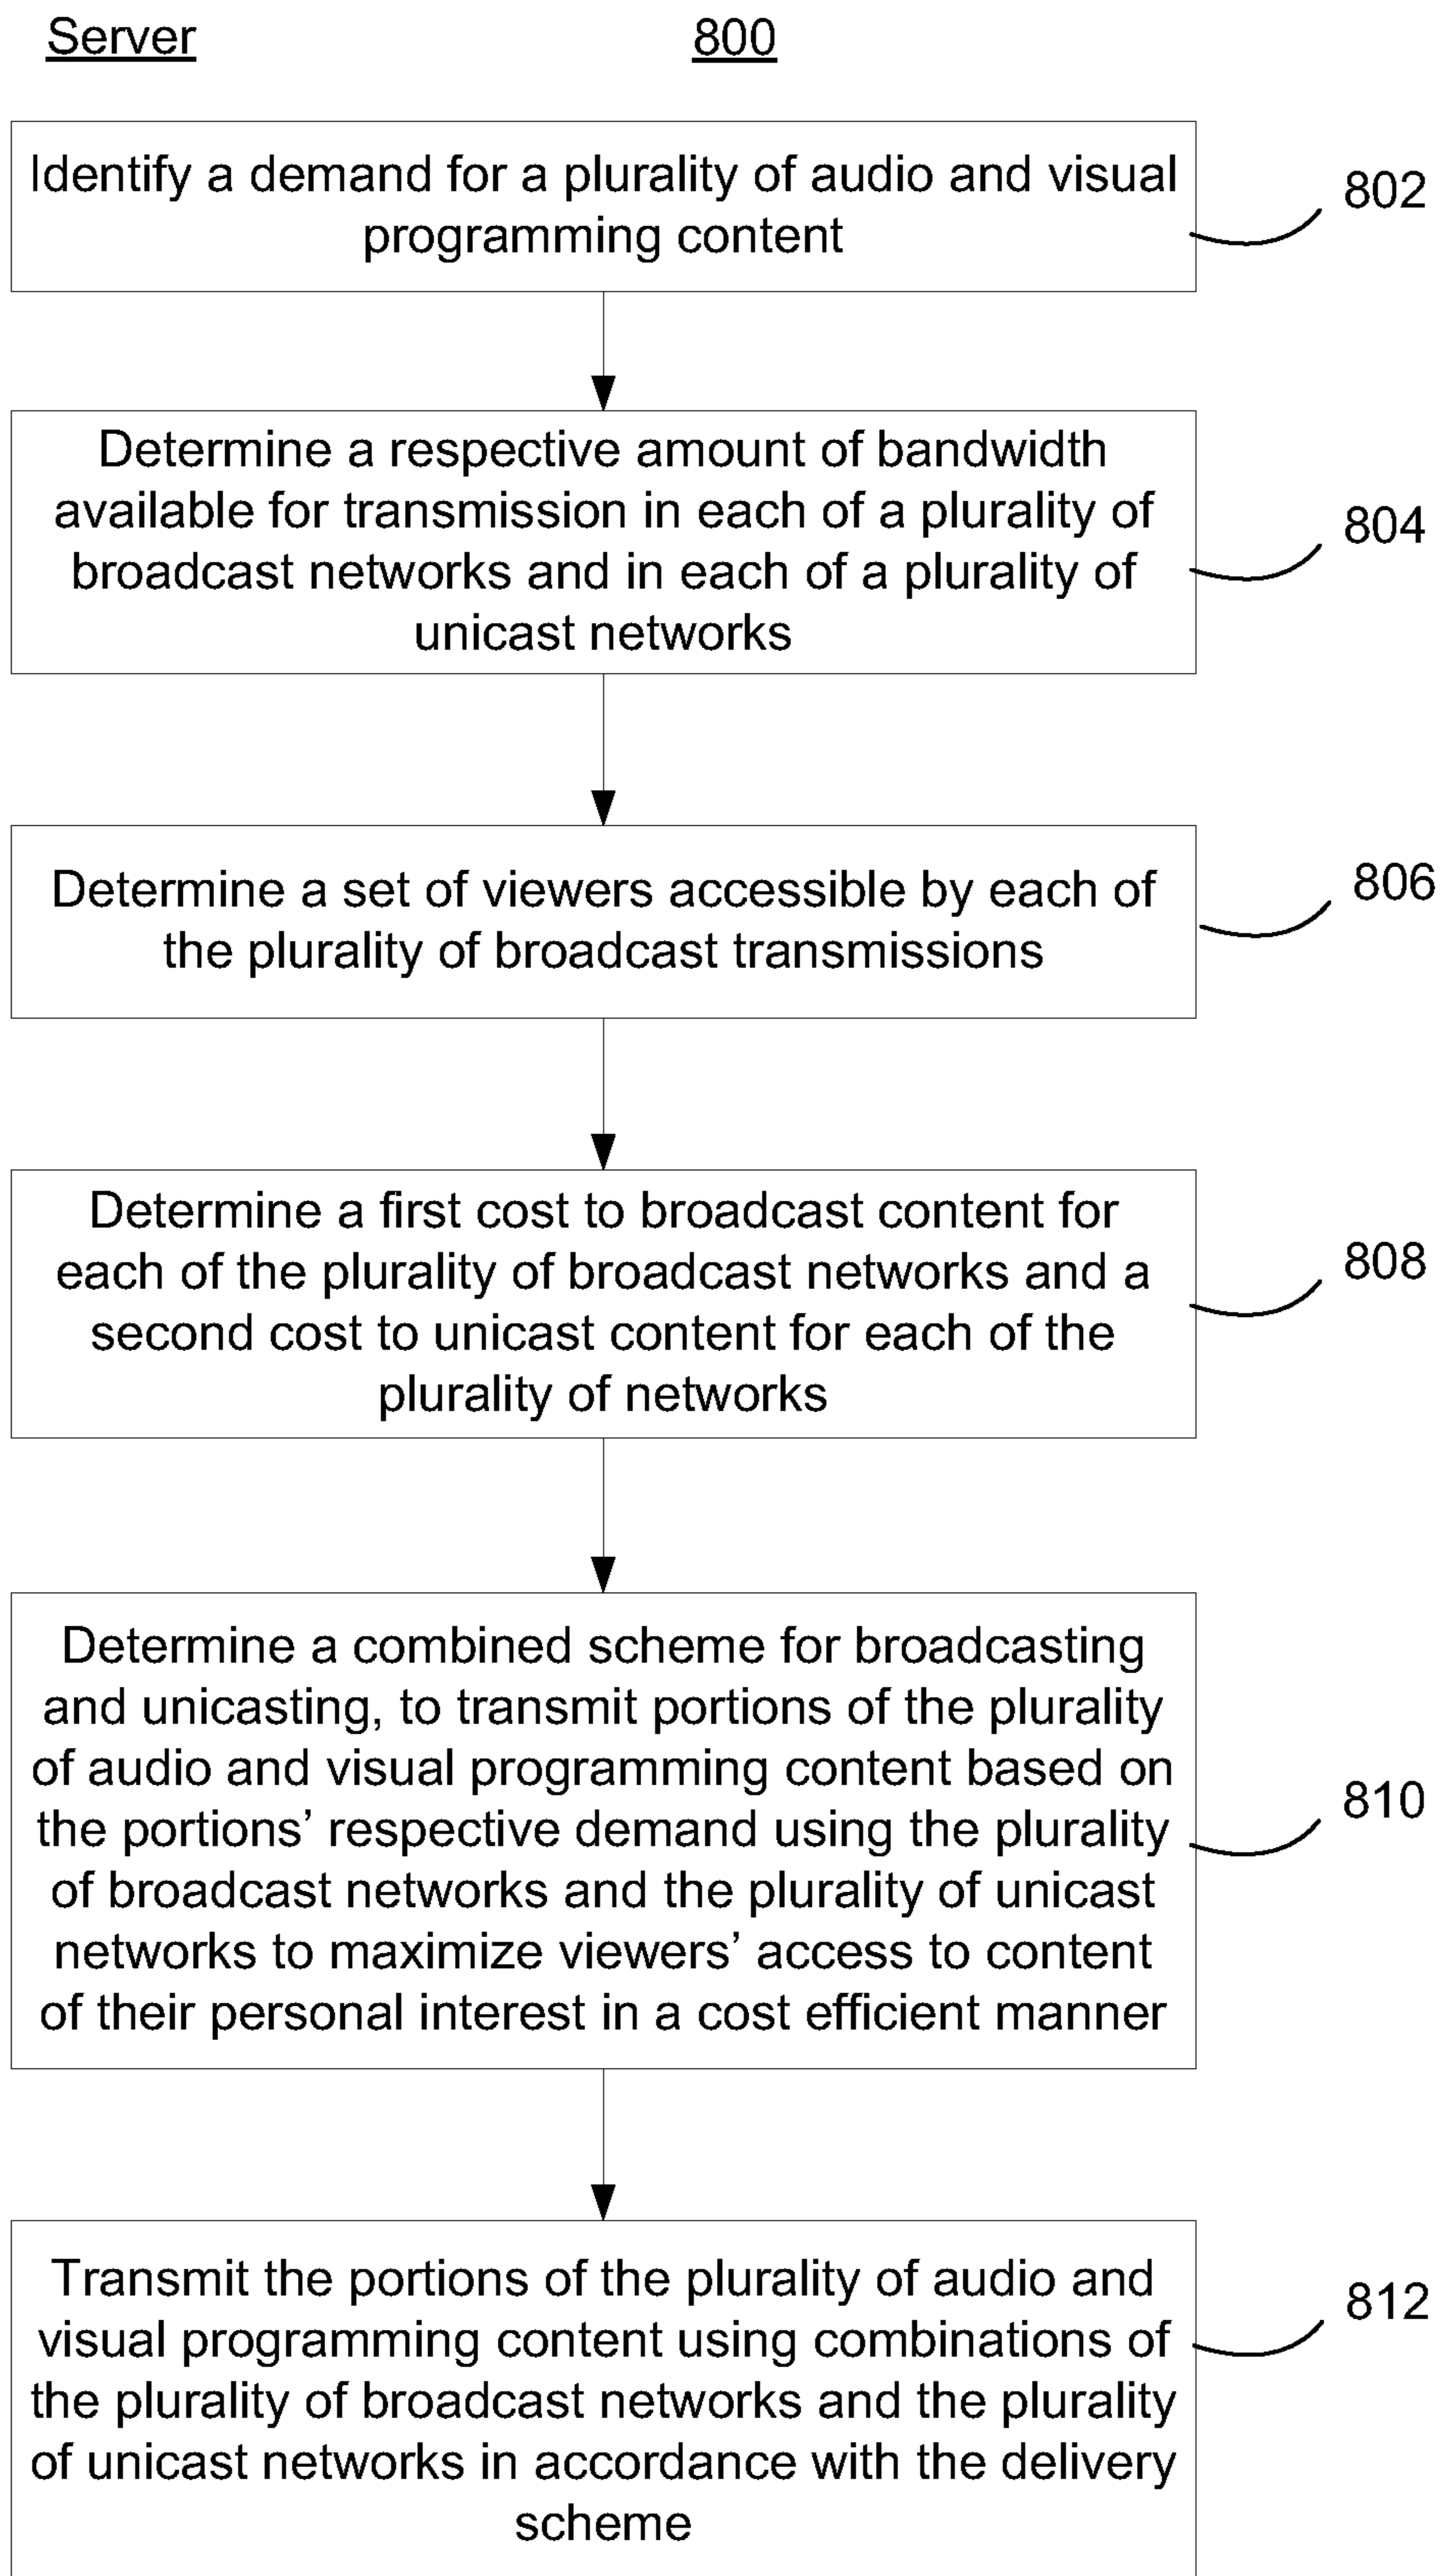 Server
800
Identify a demand for a plurality of audio and visual
programming content
802
Determine a respective amount of bandwidth
available for transmission in each of a plurality of
broadcast networks and in each of a plurality of
unicast networks
804
Determine a set of viewers accessible by each of
the plurality of broadcast transmissions
806
Determine a first cost to broadcast content for
each of the plurality of broadcast networks and a
second cost to unicast content for each of the
plurality of networks
808
Determine a combined scheme for broadcasting
and unicasting, to transmit portions of the plurality
of audio and visual programming content based on
the portions’ respective demand using the plurality
of broadcast networks and the plurality of unicast
networks to maximize viewers’ access to content
of their personal interest in a cost efficient manner
810
Transmit the portions of the plurality of audio and
visual programming content using combinations of
the plurality of broadcast networks and the plurality
of unicast networks in accordance with the delivery
scheme
812